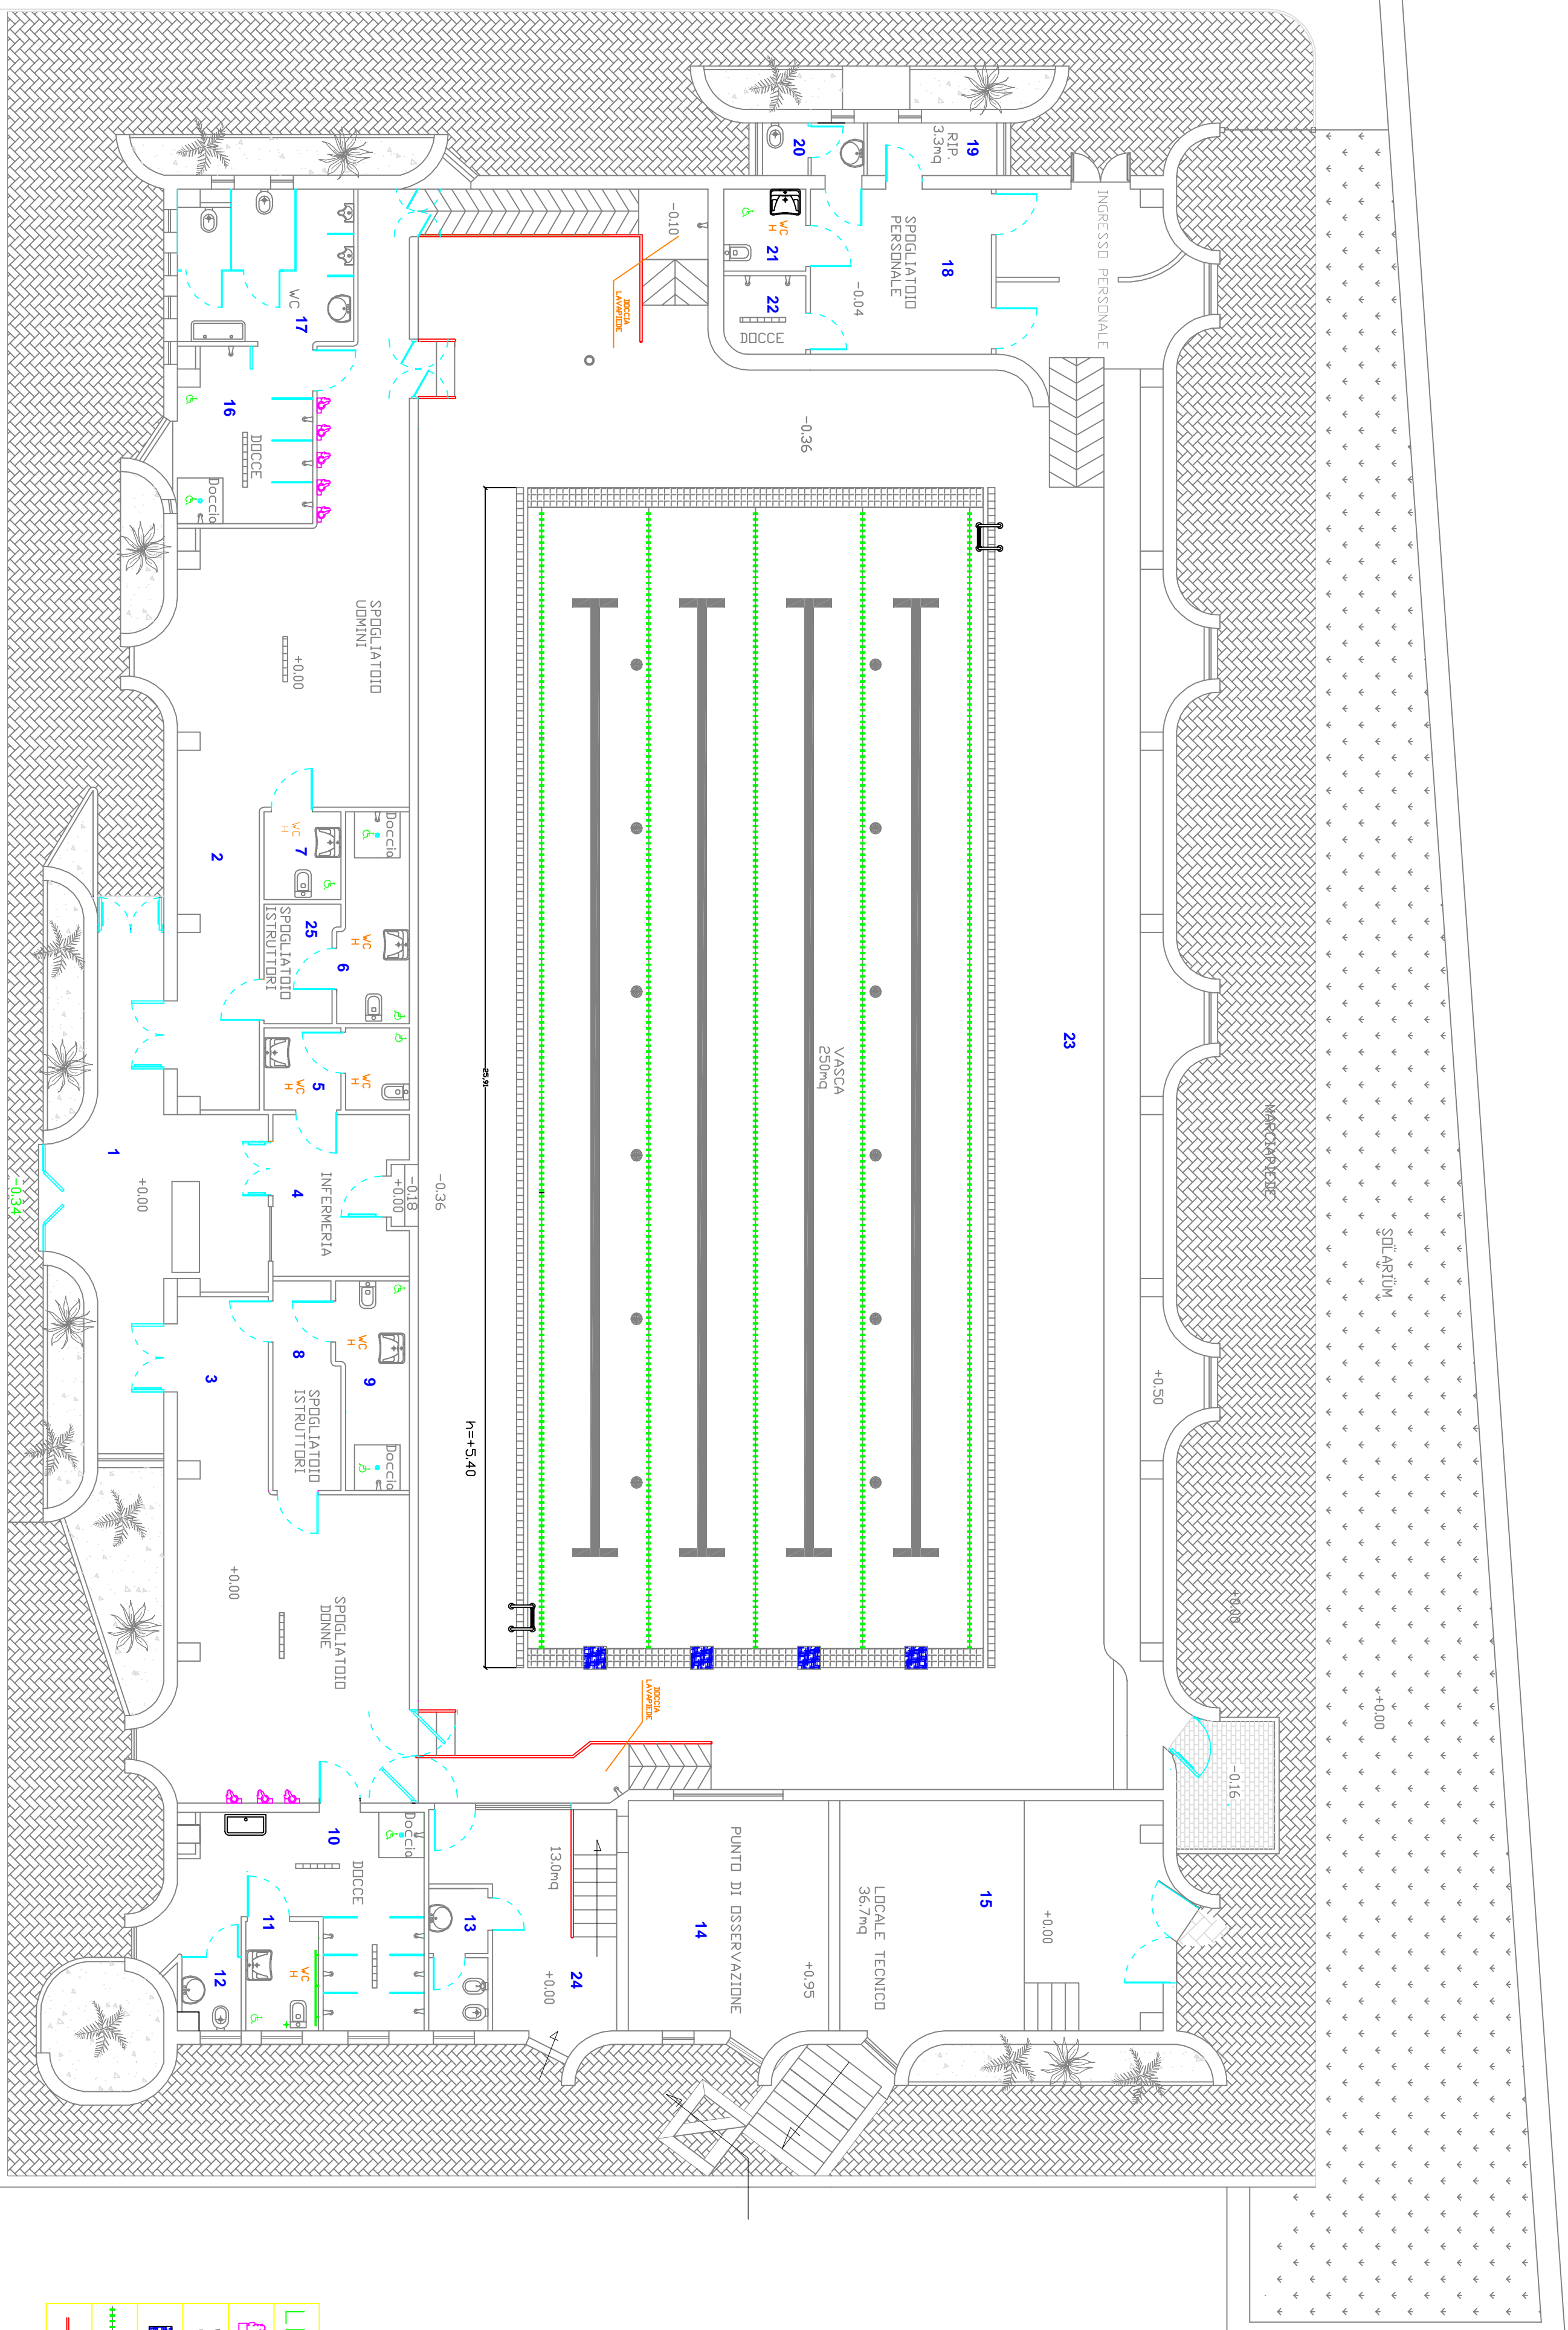 SOLARIUM
+0.00
MARCIAPIEDE
+0.00
-0.16
+0.50
INGRESSO PERSONALE
23
19
RIP.
3.3mq
20
18
SPOGLIATOIO
PERSONALE
-0.04
21
WC
H
22
DOCCE
-0.10
DOCCIA
LAVAPIEDE
-0.36
VASCA
250mq
25,91
h=+5.40
-0.36
-0.18
+0.00
15
+0.00
LOCALE TECNICO
36.7mq
+0.95
14
PUNTO DI OSSERVAZIONE
DOCCIA
LAVAPIEDE
24
+0.00
13.0mq
13
17
WC
16
DOCCE
Doccia
SPOGLIATOIO
UOMINI
+0.00
2
7
WC
H
Doccia
25
SPOGLIATOIO
ISTRUTTORI
6
WC
H
5
WC
H
WC
H
4
INFERMERIA
1
+0.00
-0.34
8
SPOGLIATOIO
ISTRUTTORI
9
WC
H
Doccia
3
+0.00
SPOGLIATOIO
DONNE
10
DOCCE
Doccia
11
WC
H
12